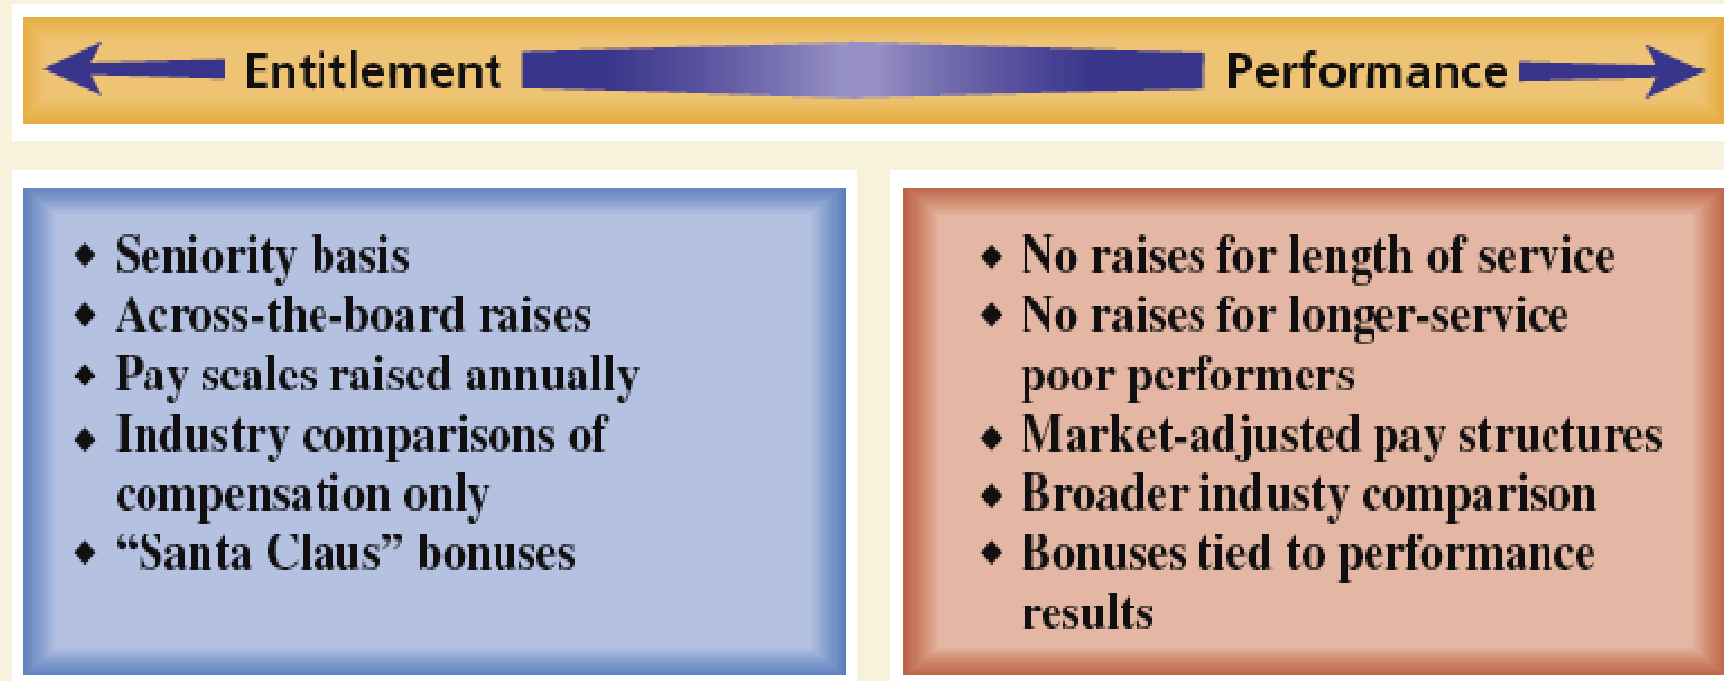 Entitlement
Performance
◆ Seniority basis
◆ Across-the-board raises
◆ Pay scales raised annually
◆ Industry comparisons of
compensation only
◆ “Santa Claus” bonuses
◆ No raises for length of service
◆ No raises for longer-service
poor performers
◆ Market-adjusted pay structures
◆ Broader industy comparison
◆ Bonuses tied to performance
results